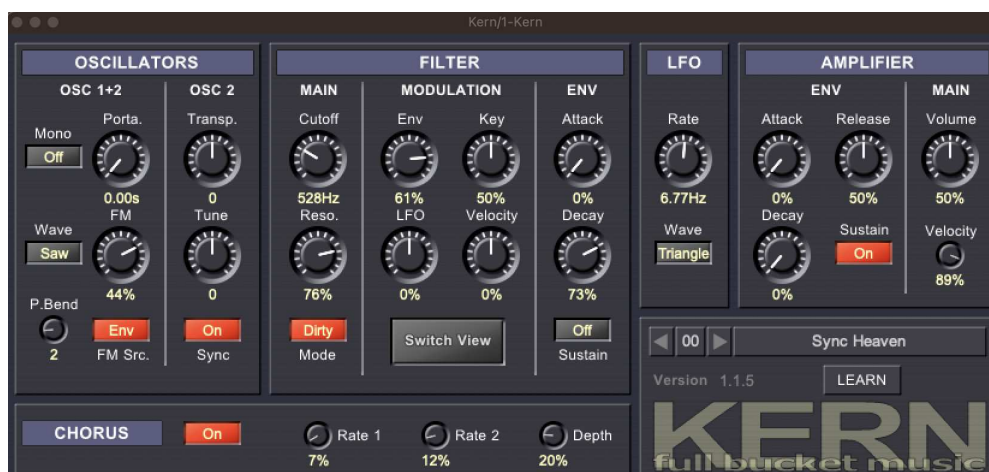 Kern/1-Kern
OSCILLATORS
OSC 1+2
OSC 2
Mono
Off
Porta.
0.00s
Transp.
0
Wave
Saw
FM
44%
Tune
0
P.Bend
2
Env
FM Src.
On
Sync
FILTER
MAIN
MODULATION
ENV
Cutoff
528Hz
Env
61%
Key
50%
Attack
0%
Reso.
76%
LFO
0%
Velocity
0%
Decay
73%
Dirty
Mode
Switch View
Off
Sustain
LFO
Rate
6.77Hz
Wave
Triangle
AMPLIFIER
ENV
MAIN
Attack
0%
Release
50%
Volume
50%
Decay
0%
Sustain
On
Velocity
89%
00
Sync Heaven
Version 1.1.5
LEARN
KERN
full bucket music
CHORUS
On
Rate 1
7%
Rate 2
12%
Depth
20%